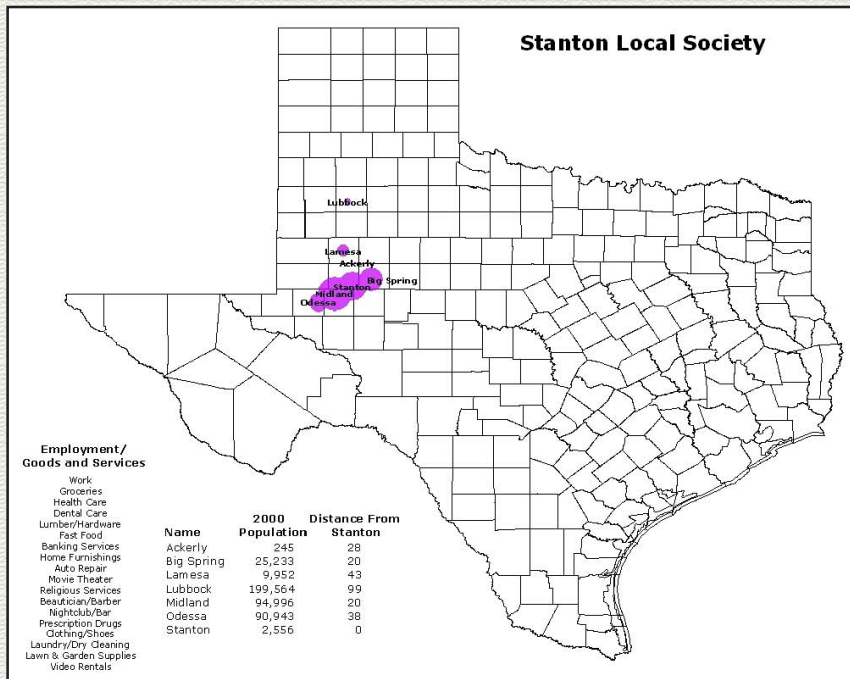 Stanton Local Society
Lubbock
Lamesa
Ackerly
Big Spring
Stanton
Midland
Odessa
Employment/
Goods and Services
Work
Groceries
Health Care
Dental Care
Lumber/Hardware
Fast Food
Banking Services
Home Furnishings
Auto Repair
Movie Theater
Religious Services
Beautician/Barber
Nightclub/Bar
Prescription Drugs
Clothing/Shoes
Laundry/Dry Cleaning
Lawn & Garden Supplies
Video Rentals
2000 Distance From
Name Population Stanton
Ackerly 245 28
Big Spring 25,233 20
Lamesa 9,952 43
Lubbock 199,564 99
Midland 94,996 20
Odessa 90,943 38
Stanton 2,556 0